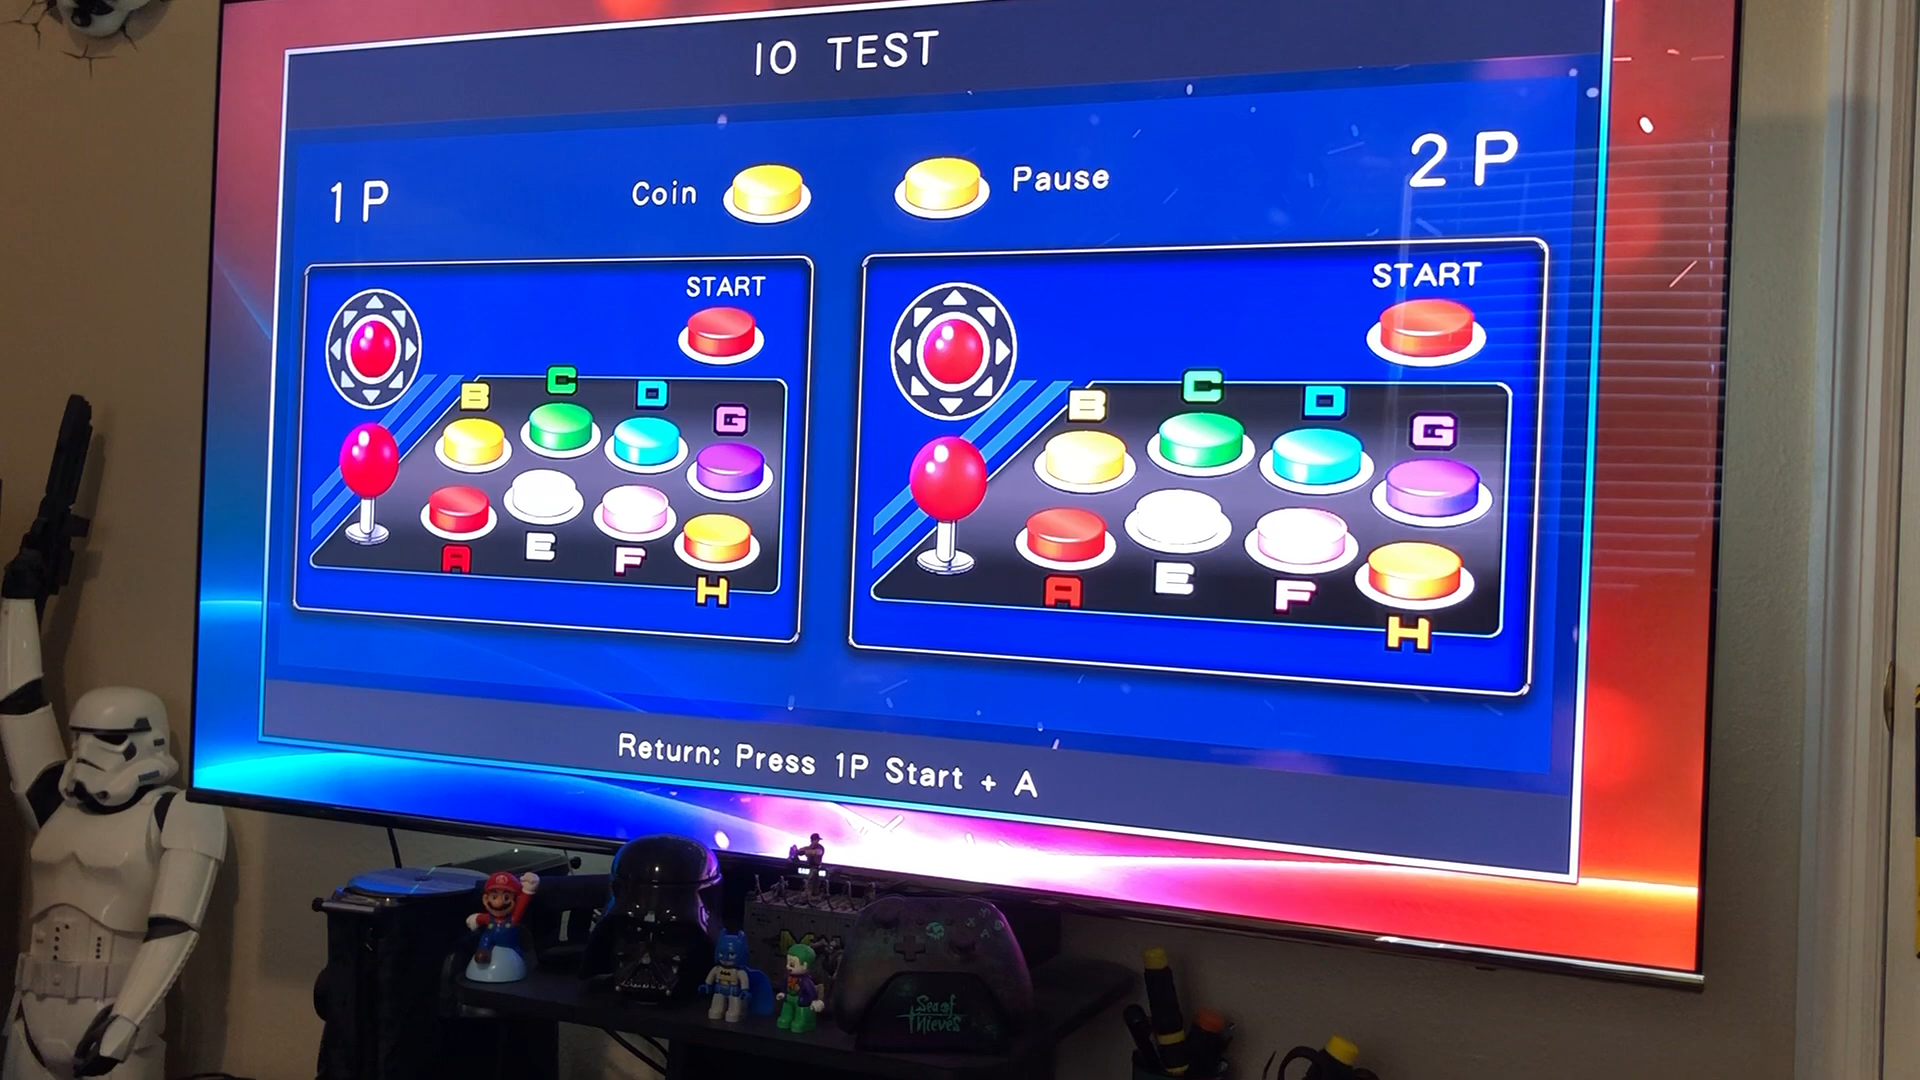 IO TEST
1P
Coin
Pause
2P
START
B
C
D
G
A
E
F
H
START
B
C
D
G
A
E
F
H
Return: Press 1P Start + A
Sea of
Thieves